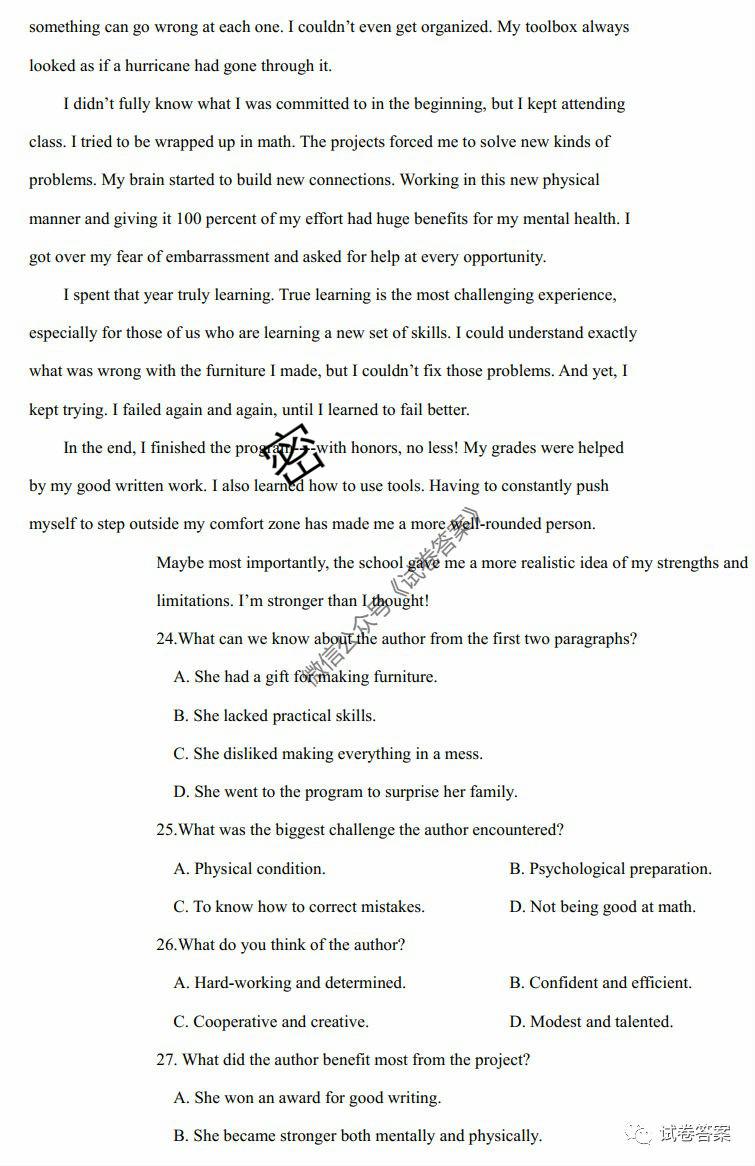 something can go wrong at each one. I couldn’t even get organized. My toolbox always
looked as if a hurricane had gone through it.
I didn’t fully know what I was committed to in the beginning, but I kept attending
class. I tried to be wrapped up in math. The projects forced me to solve new kinds of
problems. My brain started to build new connections. Working in this new physical
manner and giving it 100 percent of my effort had huge benefits for my mental health. I
got over my fear of embarrassment and asked for help at every opportunity.
I spent that year truly learning. True learning is the most challenging experience,
especially for those of us who are learning a new set of skills. I could understand exactly
what was wrong with the furniture I made, but I couldn’t fix those problems. And yet, I
kept trying. I failed again and again, until I learned to fail better.
In the end, I finished the program---with honors, no less! My grades were helped
密
by my good written work. I also learned how to use tools. Having to constantly push
myself to step outside my comfort zone has made me a more well-rounded person.
Maybe most importantly, the school gave me a more realistic idea of my strengths and
limitations. I’m stronger than I thought!
微信公众号《试卷答案》
24.What can we know about the author from the first two paragraphs?
A. She had a gift for making furniture.
B. She lacked practical skills.
C. She disliked making everything in a mess.
D. She went to the program to surprise her family.
25.What was the biggest challenge the author encountered?
A. Physical condition. B. Psychological preparation.
C. To know how to correct mistakes. D. Not being good at math.
26.What do you think of the author?
A. Hard-working and determined. B. Confident and efficient.
C. Cooperative and creative. D. Modest and talented.
27. What did the author benefit most from the project?
A. She won an award for good writing.
B. She became stronger both mentally and physically.
试卷答案